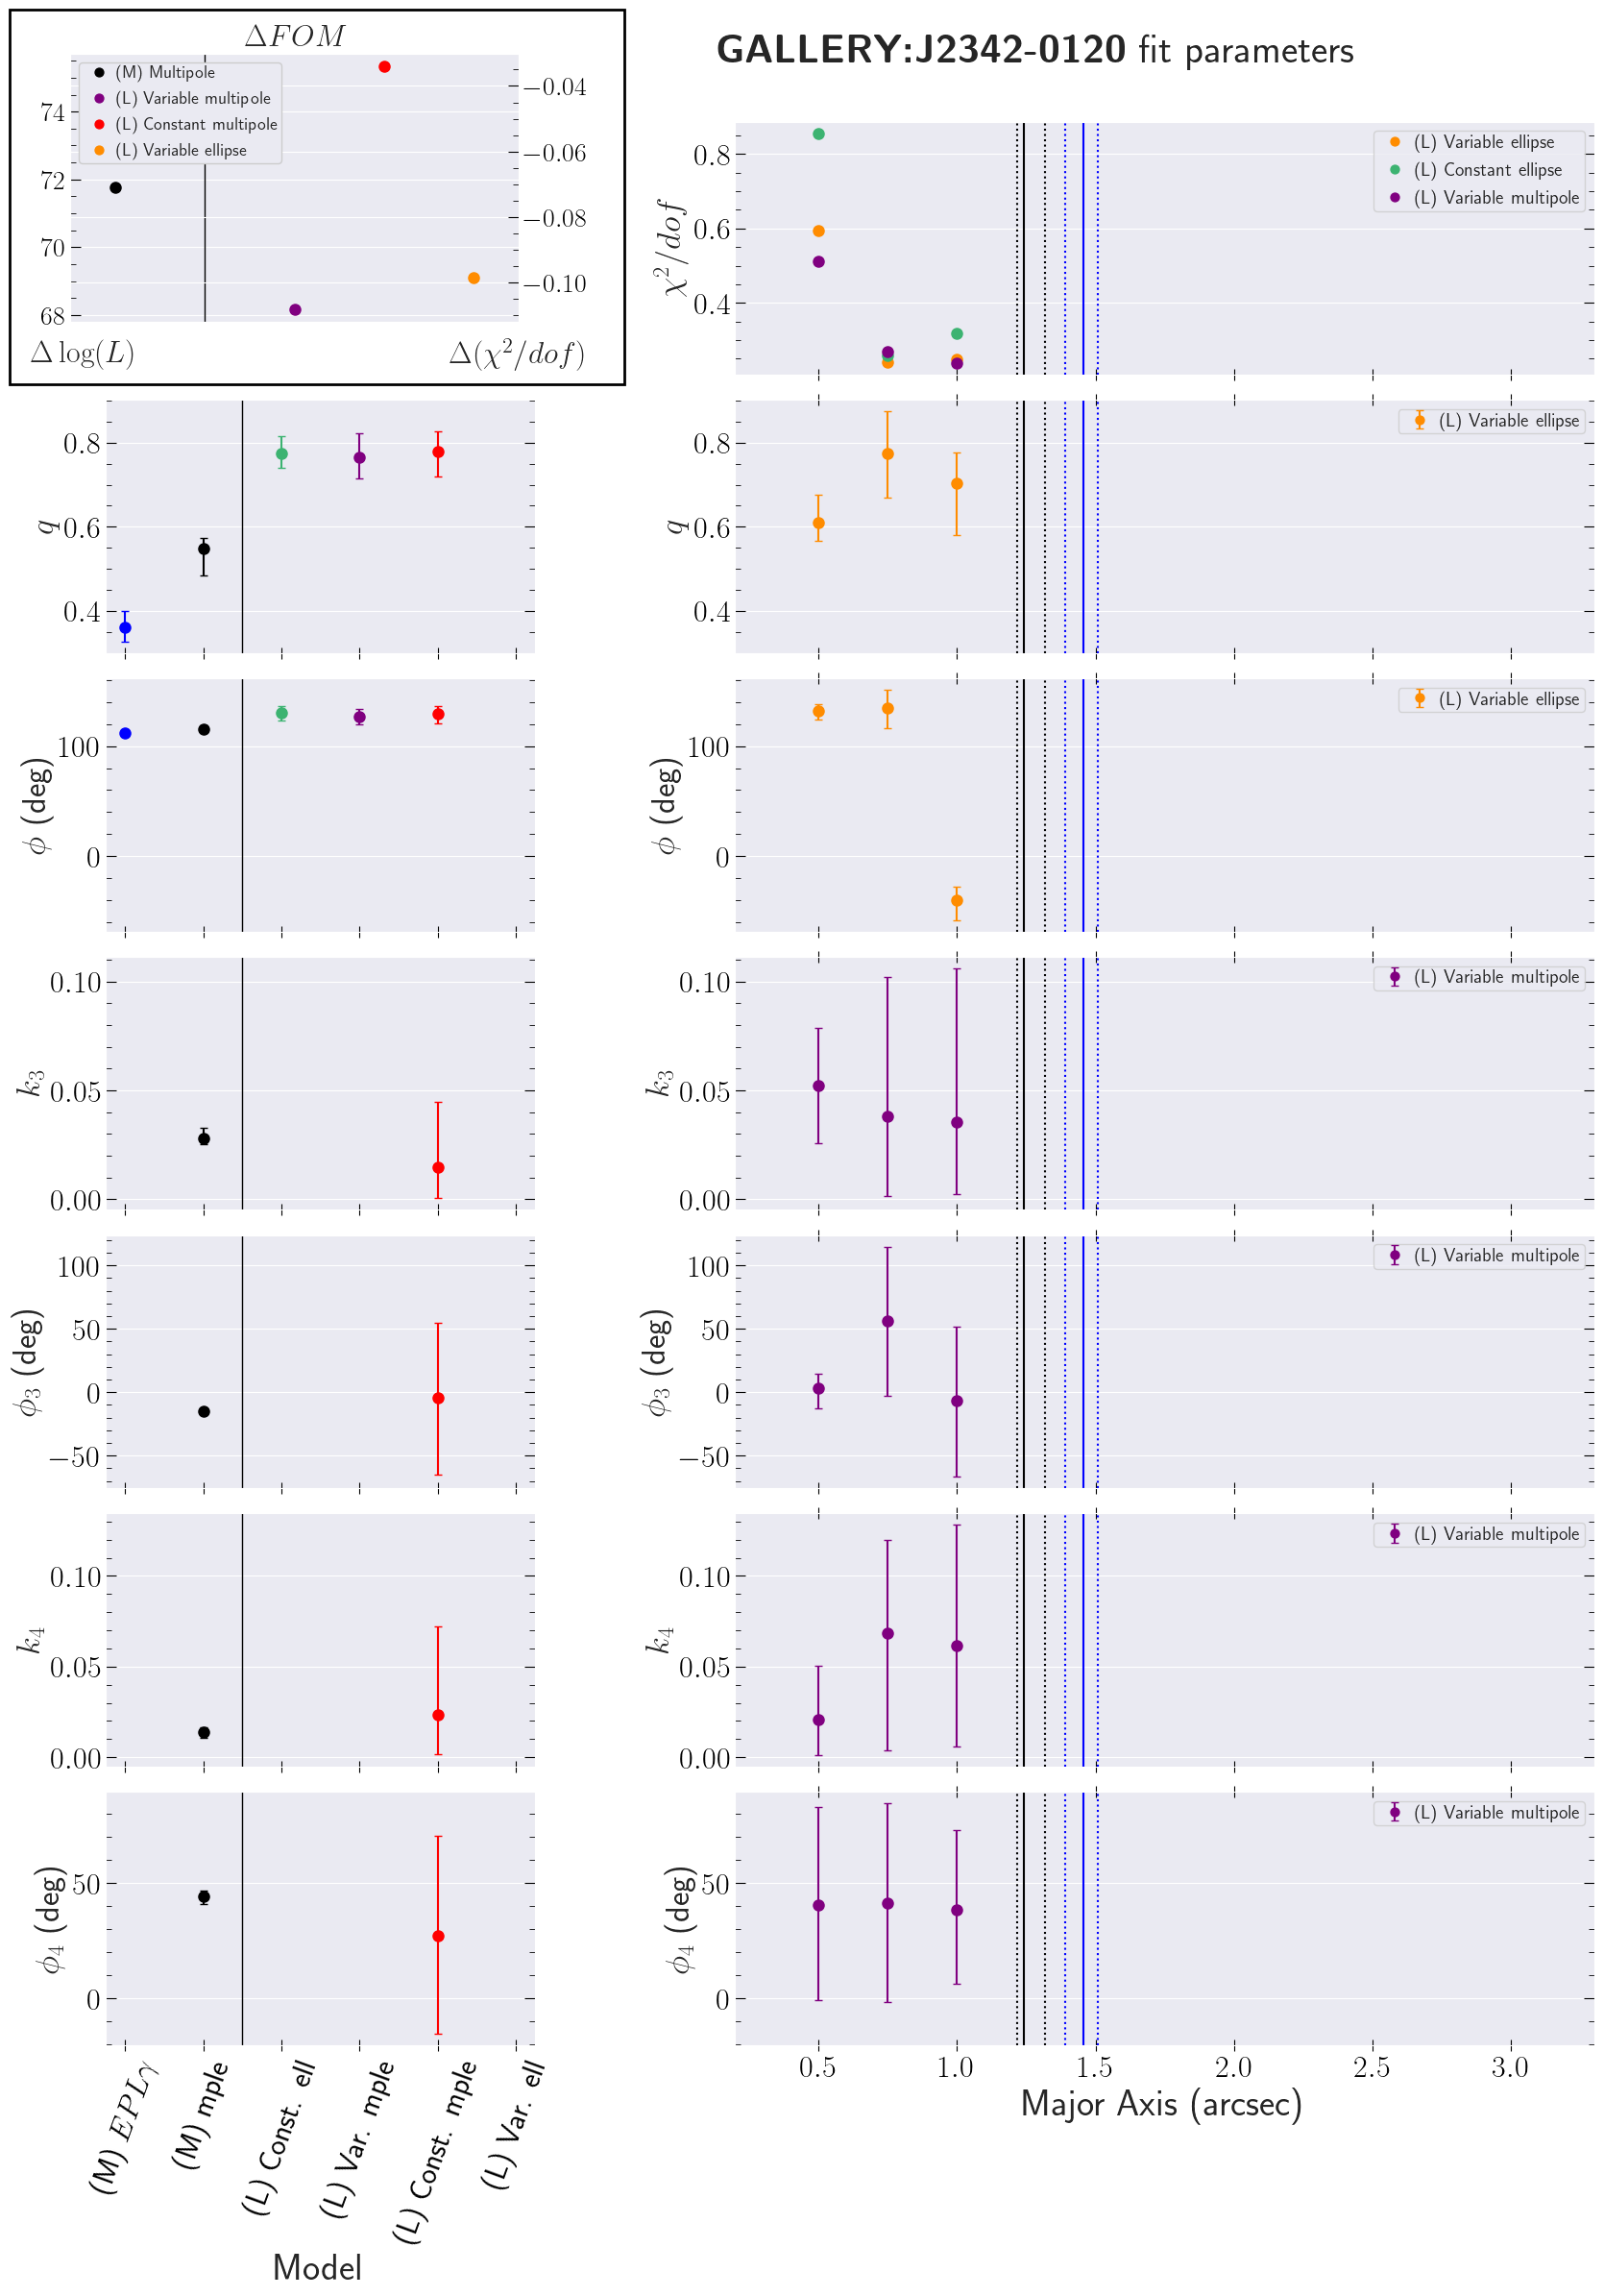 ΔFOM
GALLERY:J2342-0120 fit parameters
(M) Multipole
(L) Variable multipole
(L) Constant multipole
(L) Variable ellipse
74
72
70
68
−0.04
−0.06
−0.08
−0.10
Δ log(L)
Δ(χ²/dof)
χ²/dof
0.8
0.6
0.4
(L) Variable ellipse
(L) Constant ellipse
(L) Variable multipole
q
0.8
0.6
0.4
q
0.8
0.6
0.4
(L) Variable ellipse
ϕ (deg)
100
0
ϕ (deg)
100
0
(L) Variable ellipse
k₃
0.10
0.05
0.00
k₃
0.10
0.05
0.00
(L) Variable multipole
ϕ₃ (deg)
100
50
0
−50
ϕ₃ (deg)
100
50
0
−50
(L) Variable multipole
k₄
0.10
0.05
0.00
k₄
0.10
0.05
0.00
(L) Variable multipole
ϕ₄ (deg)
50
0
ϕ₄ (deg)
50
0
(L) Variable multipole
(M) EPLγ
(M) mple
(L) Const. ell
(L) Var. mple
(L) Const. mple
(L) Var. ell
Model
0.5 1.0 1.5 2.0 2.5 3.0
Major Axis (arcsec)